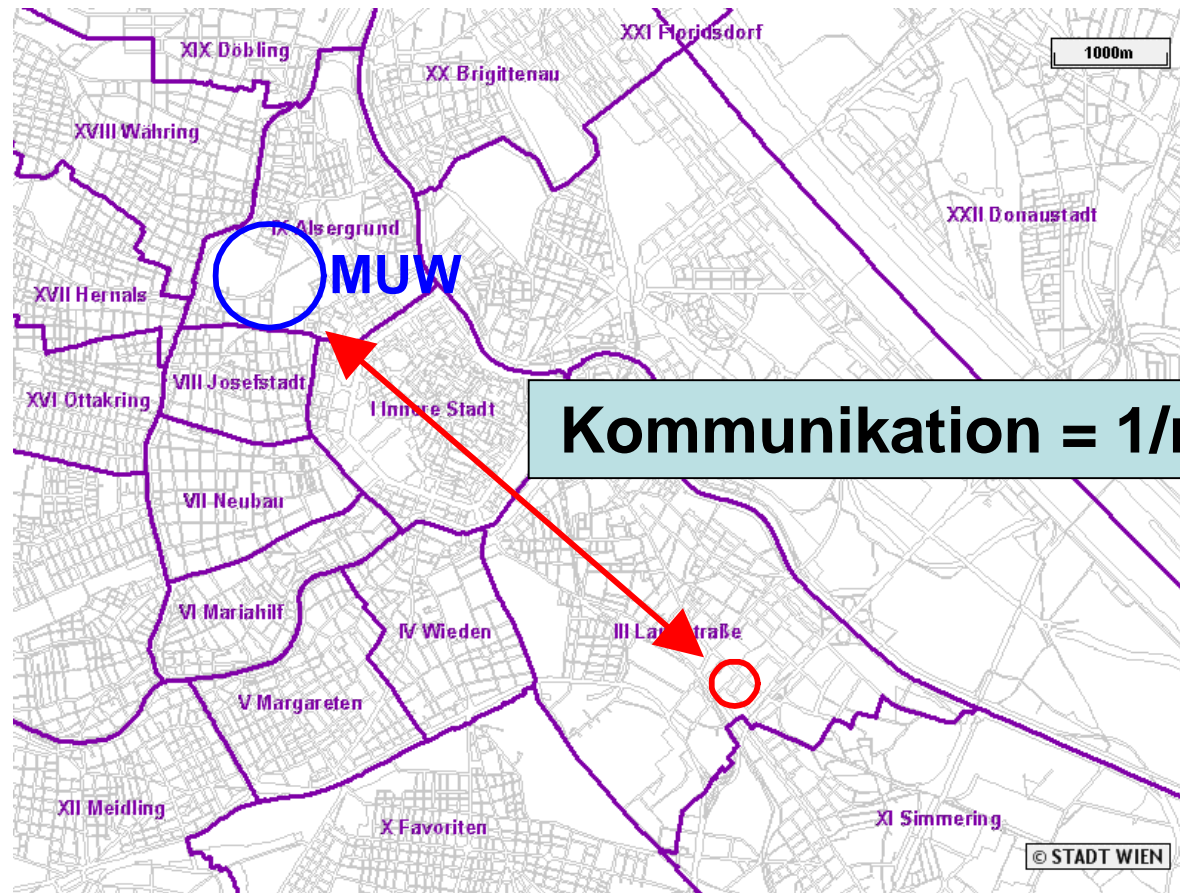 XXI Floridsdorf
XIX Döbling
1000m
XX Brigittenau
XVIII Währing
XXII Donaustadt
IX Alsergrund
MUW
XVII Hernals
VIII Josefstadt
XVI Ottakring
I Innere Stadt
Kommunikation = 1/
VII Neubau
VI Mariahilf
IV Wieden
III Landstraße
V Margareten
XII Meidling
X Favoriten
XI Simmering
© STADT WIEN